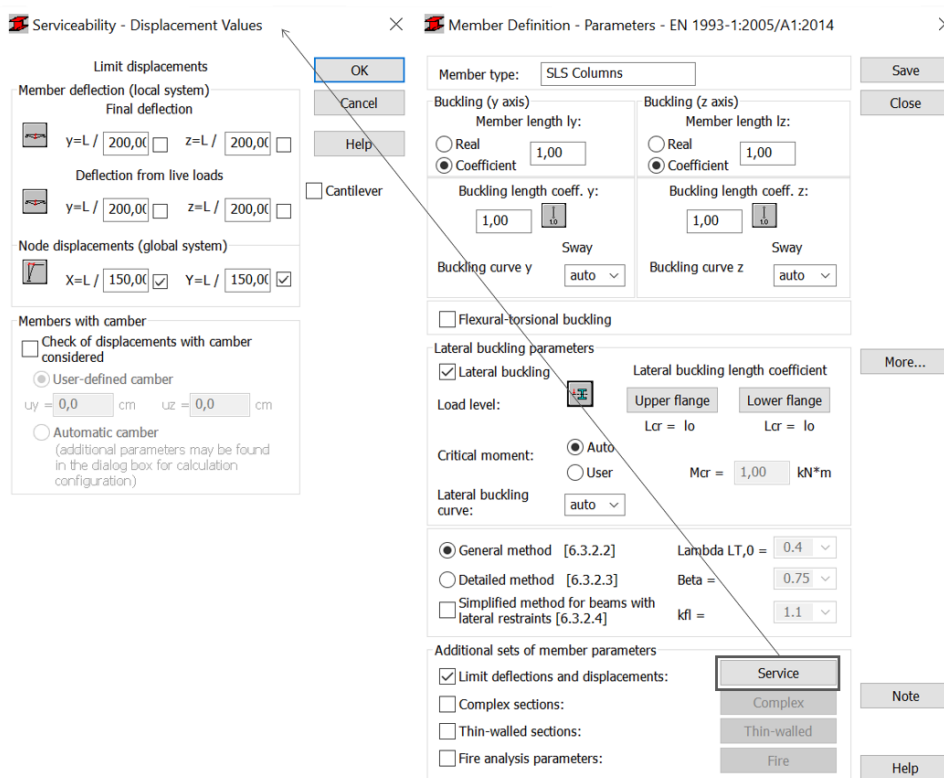 Serviceability - Displacement Values
Limit displacements
OK
Member deflection (local system)
Final deflection
Cancel
y=L / 200,0( z=L / 200,0(
Help
Deflection from live loads
Cantilever
y=L / 200,0( z=L / 200,0(
Node displacements (global system)
X=L / 150,0( Y=L / 150,0(
Members with camber
Check of displacements with camber
considered
User-defined camber
uy = 0,0 cm uz = 0,0 cm
Automatic camber
(additional parameters may be found
in the dialog box for calculation
configuration)
Member Definition - Parameters - EN 1993-1:2005/A1:2014
Member type: SLS Columns
Save
Close
Buckling (y axis)
Member length ly:
Real
Coefficient
1,00
Buckling length coeff. y:
1,00
1.0
Sway
Buckling curve y auto
Buckling (z axis)
Member length lz:
Real
Coefficient
1,00
Buckling length coeff. z:
1,00
1.0
Sway
Buckling curve z auto
Flexural-torsional buckling
Lateral buckling parameters
More...
Lateral buckling
Lateral buckling length coefficient
Load level:
Upper flange Lower flange
Lcr = lo Lcr = lo
Critical moment:
Auto
User
Mcr = 1,00 kN*m
Lateral buckling
curve:
auto
General method [6.3.2.2] Lambda LT,0 = 0.4
Detailed method [6.3.2.3] Beta = 0.75
Simplified method for beams with
lateral restraints [6.3.2.4]
kfl = 1.1
Additional sets of member parameters
Limit deflections and displacements: Service
Complex sections: Complex
Note
Thin-walled sections: Thin-walled
Fire analysis parameters: Fire
Help